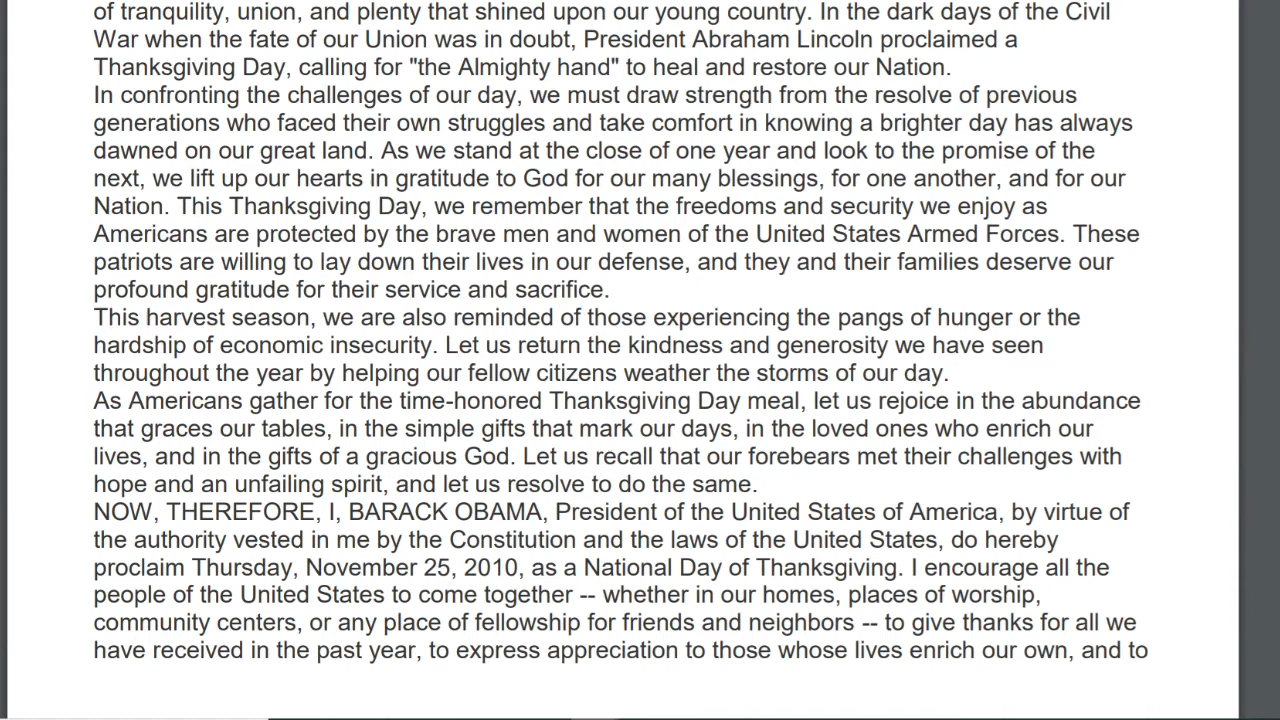 of tranquility, union, and plenty that shined upon our young country. In the dark days of the Civil
War when the fate of our Union was in doubt, President Abraham Lincoln proclaimed a
Thanksgiving Day, calling for "the Almighty hand" to heal and restore our Nation.
In confronting the challenges of our day, we must draw strength from the resolve of previous
generations who faced their own struggles and take comfort in knowing a brighter day has always
dawned on our great land. As we stand at the close of one year and look to the promise of the
next, we lift up our hearts in gratitude to God for our many blessings, for one another, and for our
Nation. This Thanksgiving Day, we remember that the freedoms and security we enjoy as
Americans are protected by the brave men and women of the United States Armed Forces. These
patriots are willing to lay down their lives in our defense, and they and their families deserve our
profound gratitude for their service and sacrifice.
This harvest season, we are also reminded of those experiencing the pangs of hunger or the
hardship of economic insecurity. Let us return the kindness and generosity we have seen
throughout the year by helping our fellow citizens weather the storms of our day.
As Americans gather for the time-honored Thanksgiving Day meal, let us rejoice in the abundance
that graces our tables, in the simple gifts that mark our days, in the loved ones who enrich our
lives, and in the gifts of a gracious God. Let us recall that our forebears met their challenges with
hope and an unfailing spirit, and let us resolve to do the same.
NOW, THEREFORE, I, BARACK OBAMA, President of the United States of America, by virtue of
the authority vested in me by the Constitution and the laws of the United States, do hereby
proclaim Thursday, November 25, 2010, as a National Day of Thanksgiving. I encourage all the
people of the United States to come together -- whether in our homes, places of worship,
community centers, or any place of fellowship for friends and neighbors -- to give thanks for all we
have received in the past year, to express appreciation to those whose lives enrich our own, and to